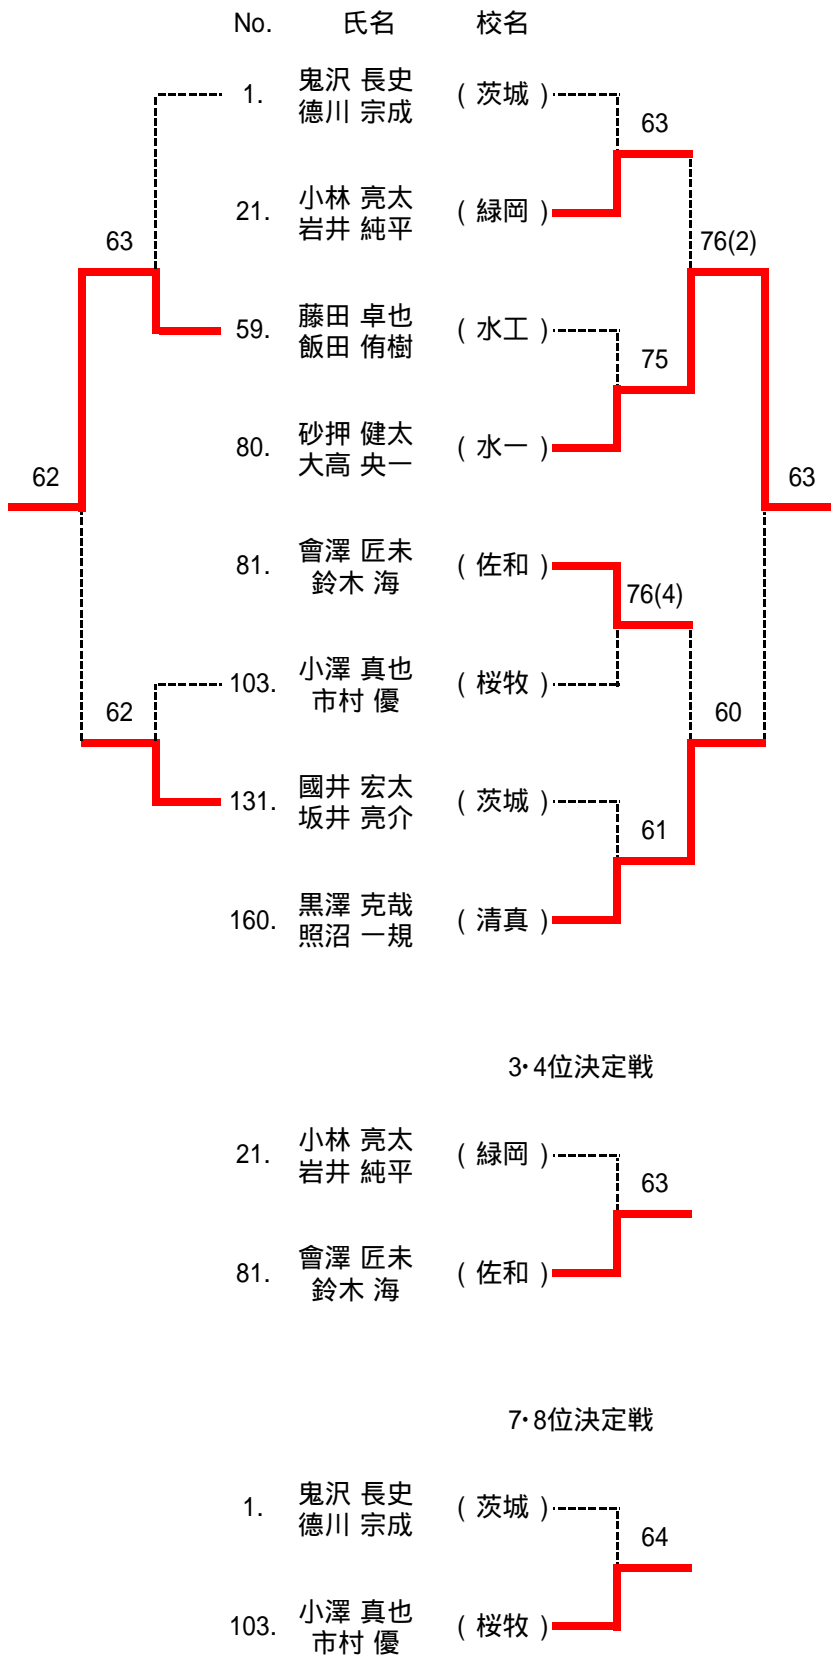 No. 氏名 校名
1. 鬼沢 長史 ( 茨城 )
徳川 宗成
63
21. 小林 亮太 ( 緑岡 )
岩井 純平
63 76(2)
59. 藤田 卓也 ( 水工 )
飯田 侑樹
75
80. 砂押 健太 ( 水一 )
大高 央一
62 63
81. 會澤 匠未 ( 佐和 )
鈴木 海
76(4)
103. 小澤 真也 ( 桜牧 )
市村 優
62 60
131. 國井 宏太 ( 茨城 )
坂井 亮介
61
160. 黒澤 克哉 ( 清真 )
照沼 一規
3・4位決定戦
21. 小林 亮太 ( 緑岡 )
岩井 純平
63
81. 會澤 匠未 ( 佐和 )
鈴木 海
7・8位決定戦
1. 鬼沢 長史 ( 茨城 )
徳川 宗成
64
103. 小澤 真也 ( 桜牧 )
市村 優